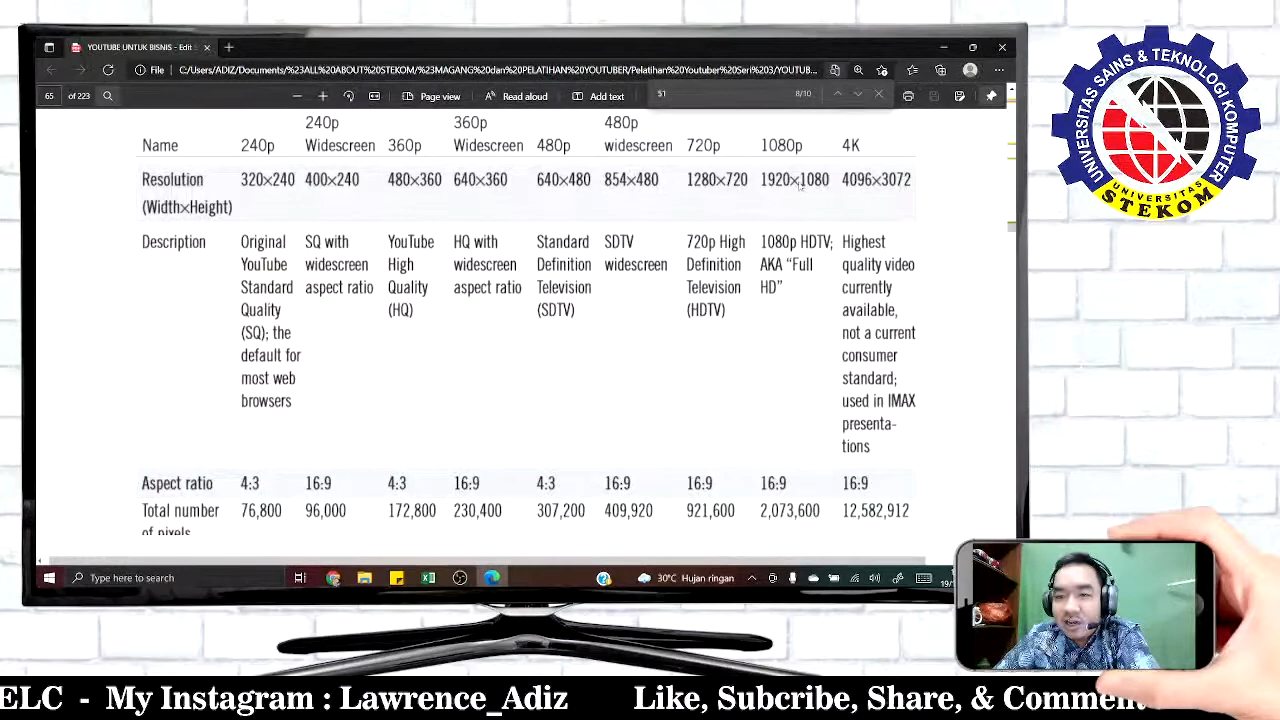 YOUTUBE UNTUK BISNIS - Edit
File C:/Users/ADIZ/Documents/%23ALL%20ABOUT%20STEKOM/%23MAGANG%20dan%20PELATIHAN%20YOUTUBER/Pelatihan%20Youtuber%20Seri%203/YOUTUB...
65 of 223 Page view Read aloud Add text 51 8/10
Name 240p 240p Widescreen 360p 360p Widescreen 480p 480p widescreen 720p 1080p 4K
Resolution (Width×Height) 320×240 400×240 480×360 640×360 640×480 854×480 1280×720 1920×1080 4096×3072
Description
Original YouTube Standard Quality (SQ); the default for most web browsers
SQ with widescreen aspect ratio
YouTube High Quality (HQ)
HQ with widescreen aspect ratio
Standard Definition Television (SDTV)
SDTV widescreen
720p High Definition Television (HDTV)
1080p HDTV; AKA “Full HD”
Highest quality video currently available, not a current consumer standard; used in IMAX presenta-tions
Aspect ratio 4:3 16:9 4:3 16:9 4:3 16:9 16:9 16:9 16:9
Total number of pixels 76,800 96,000 172,800 230,400 307,200 409,920 921,600 2,073,600 12,582,912
Type here to search 30°C Hujan ringan 19/
UNIVERSITAS SAINS & TEKNOLOGI KOMPUTER
UNIVERSITAS
STEKOM
ELC - My Instagram : Lawrence_Adiz Like, Subcribe, Share, & Comment